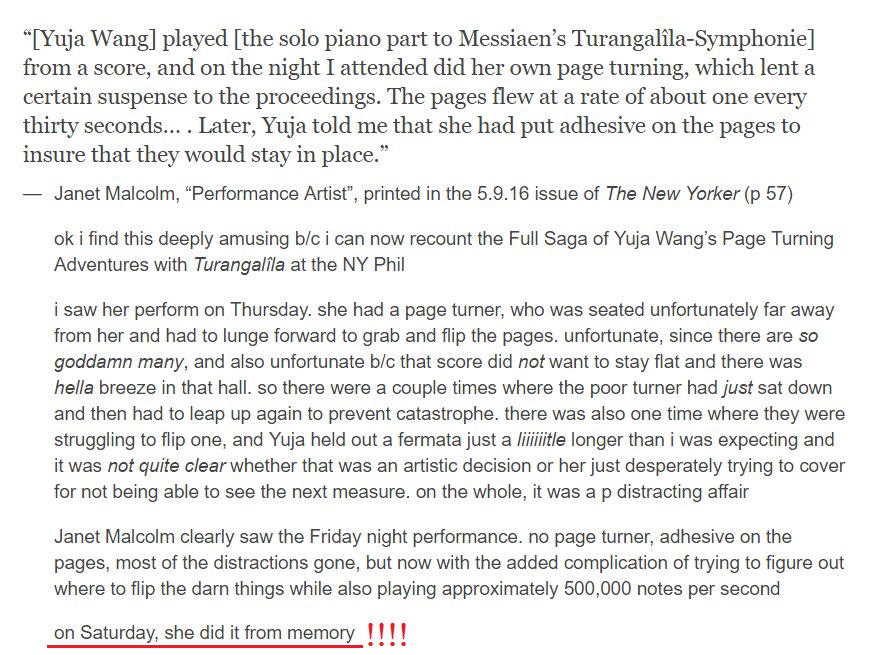 “[Yuja Wang] played [the solo piano part to Messiaen’s Turangalîla-Symphonie]
from a score, and on the night I attended did her own page turning, which lent a
certain suspense to the proceedings. The pages flew at a rate of about one every
thirty seconds… . Later, Yuja told me that she had put adhesive on the pages to
insure that they would stay in place.”
— Janet Malcolm, “Performance Artist”, printed in the 5.9.16 issue of The New Yorker (p 57)
ok i find this deeply amusing b/c i can now recount the Full Saga of Yuja Wang’s Page Turning
Adventures with Turangalîla at the NY Phil
i saw her perform on Thursday. she had a page turner, who was seated unfortunately far away
from her and had to lunge forward to grab and flip the pages. unfortunate, since there are so
goddamn many, and also unfortunate b/c that score did not want to stay flat and there was
hella breeze in that hall. so there were a couple times where the poor turner had just sat down
and then had to leap up again to prevent catastrophe. there was also one time where they were
struggling to flip one, and Yuja held out a fermata just a liiiiiitle longer than i was expecting and
it was not quite clear whether that was an artistic decision or her just desperately trying to cover
for not being able to see the next measure. on the whole, it was a p distracting affair
Janet Malcolm clearly saw the Friday night performance. no page turner, adhesive on the
pages, most of the distractions gone, but now with the added complication of trying to figure out
where to flip the darn things while also playing approximately 500,000 notes per second
on Saturday, she did it from memory !!!!